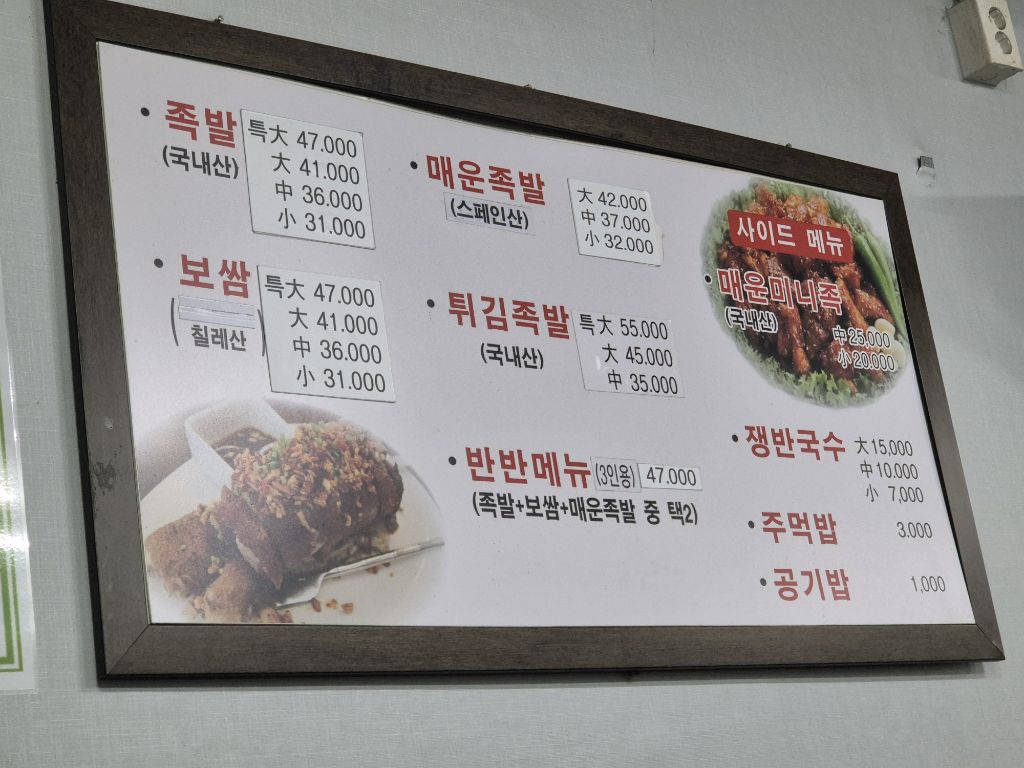 • 족발
(국내산)
특大 47.000
大 41.000
中 36.000
小 31.000
• 보쌈
(칠레산)
특大 47.000
大 41.000
中 36.000
小 31.000
• 매운족발
(스페인산)
大 42.000
中 37.000
小 32.000
• 튀김족발
(국내산)
특大 55.000
大 45.000
中 35.000
• 반반메뉴(3인용) 47.000
(족발+보쌈+매운족발 중 택2)
사이드 메뉴
• 매운미니족
(국내산)
中 25,000
小 20.000
• 쟁반국수
大 15,000
中 10.000
小 7,000
• 주먹밥 3.000
• 공기밥 1,000